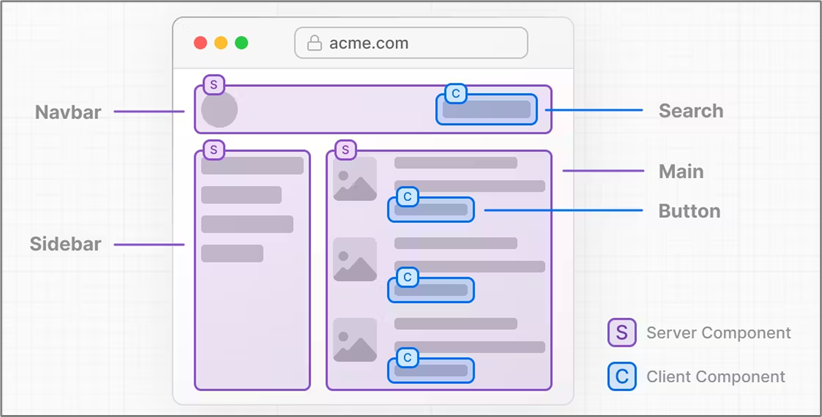 acme.com
S
C
Navbar
Search
S
S
Main
C
Button
Sidebar
C
C
S Server Component
C Client Component